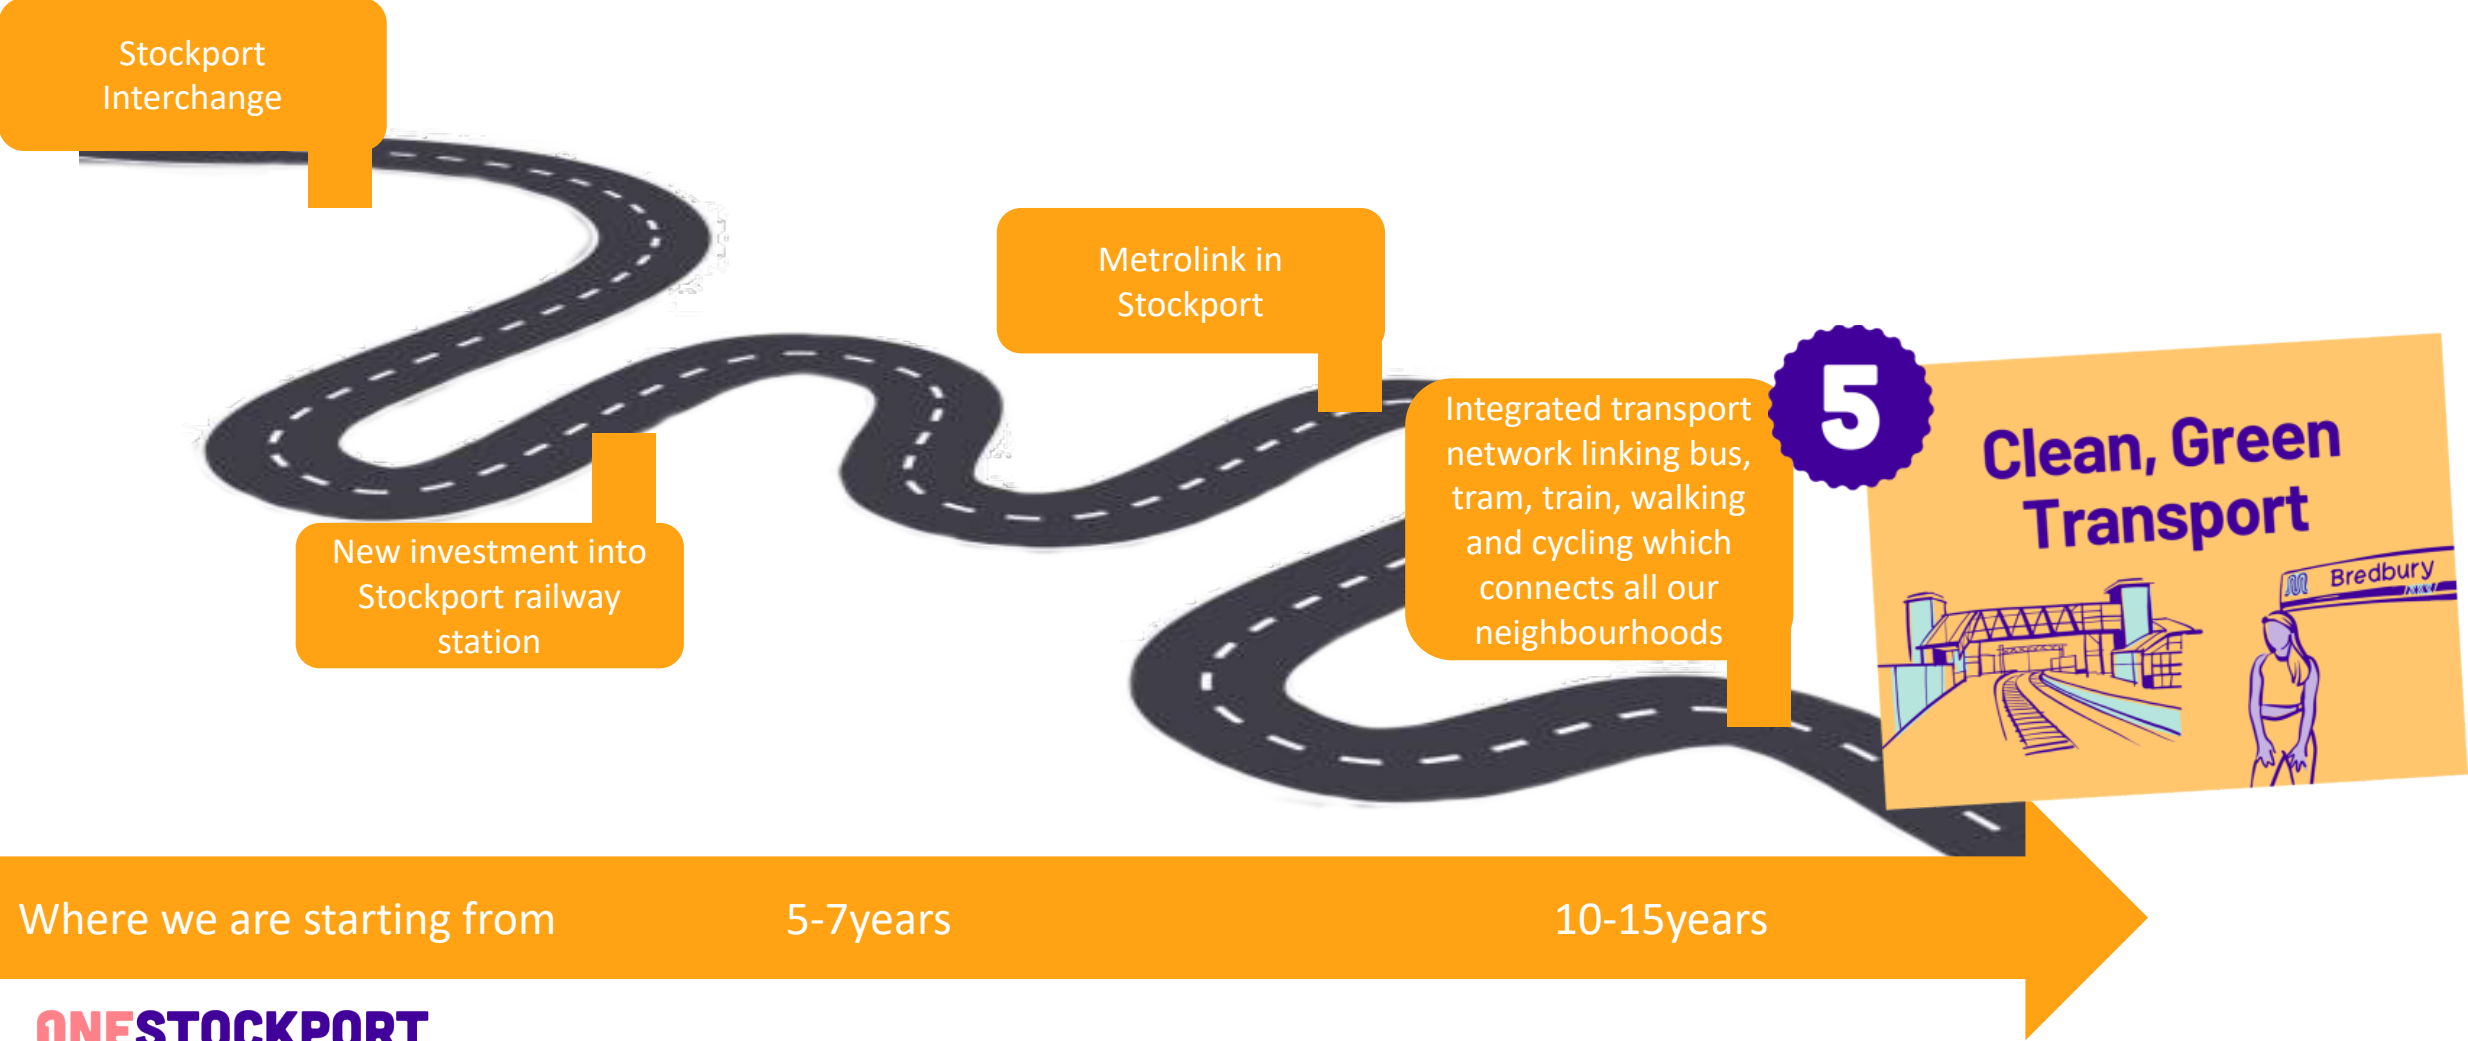 Stockport
Interchange
Metrolink in
Stockport
New investment into
Stockport railway
station
Integrated transport
network linking bus,
tram, train, walking
and cycling which
connects all our
neighbourhoods
5
Clean, Green
Transport
Bredbury
Where we are starting from
5-7years
10-15years
ONESTOCKPORT